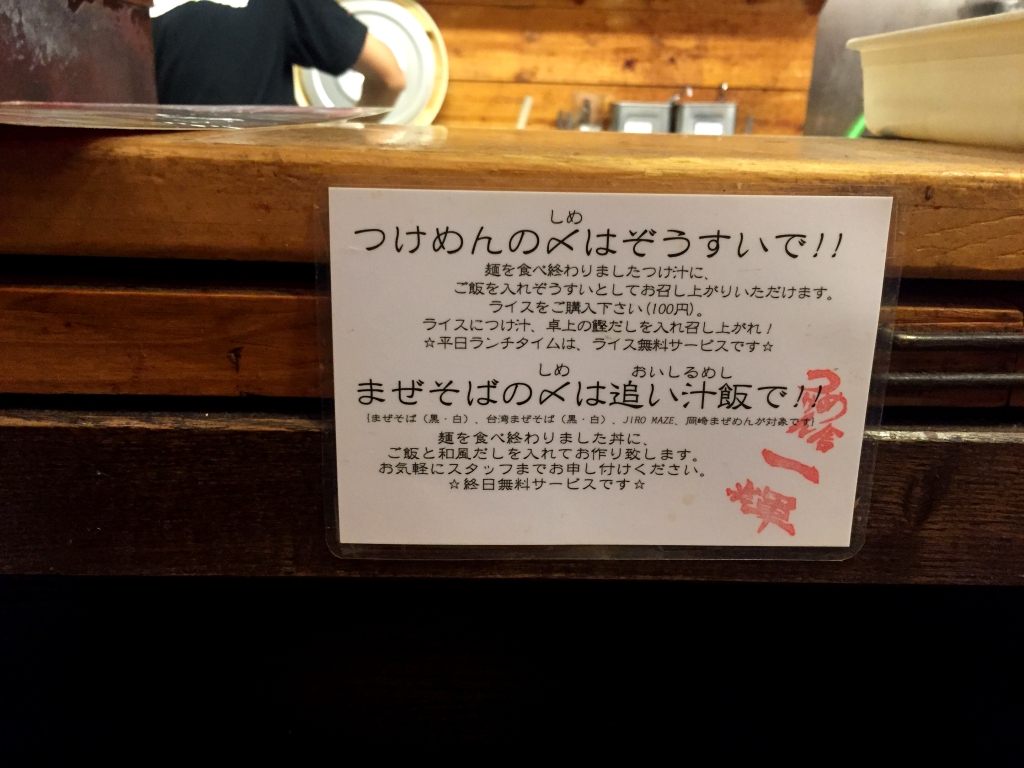 しめ
つけめんの〆はぞうすいで!!
麺を食べ終わりましたつけ汁に、
ご飯を入れぞうすいとしてお召し上がりいただけます。
ライスをご購入下さい(100円)。
ライスにつけ汁、卓上の鰹だしを入れ召し上がれ!
☆平日ランチタイムは、ライス無料サービスです☆
しめ おいしるめし
まぜそばの〆は追い汁飯で!!
(まぜそば(黒・白)、台湾まぜそば(黒・白)、JIRO MAZE、岡崎まぜめんが対象です)
麺を食べ終わりました丼に、
ご飯と和風だしを入れてお作り致します。
お気軽にスタッフまでお申し付けください。
☆終日無料サービスです☆